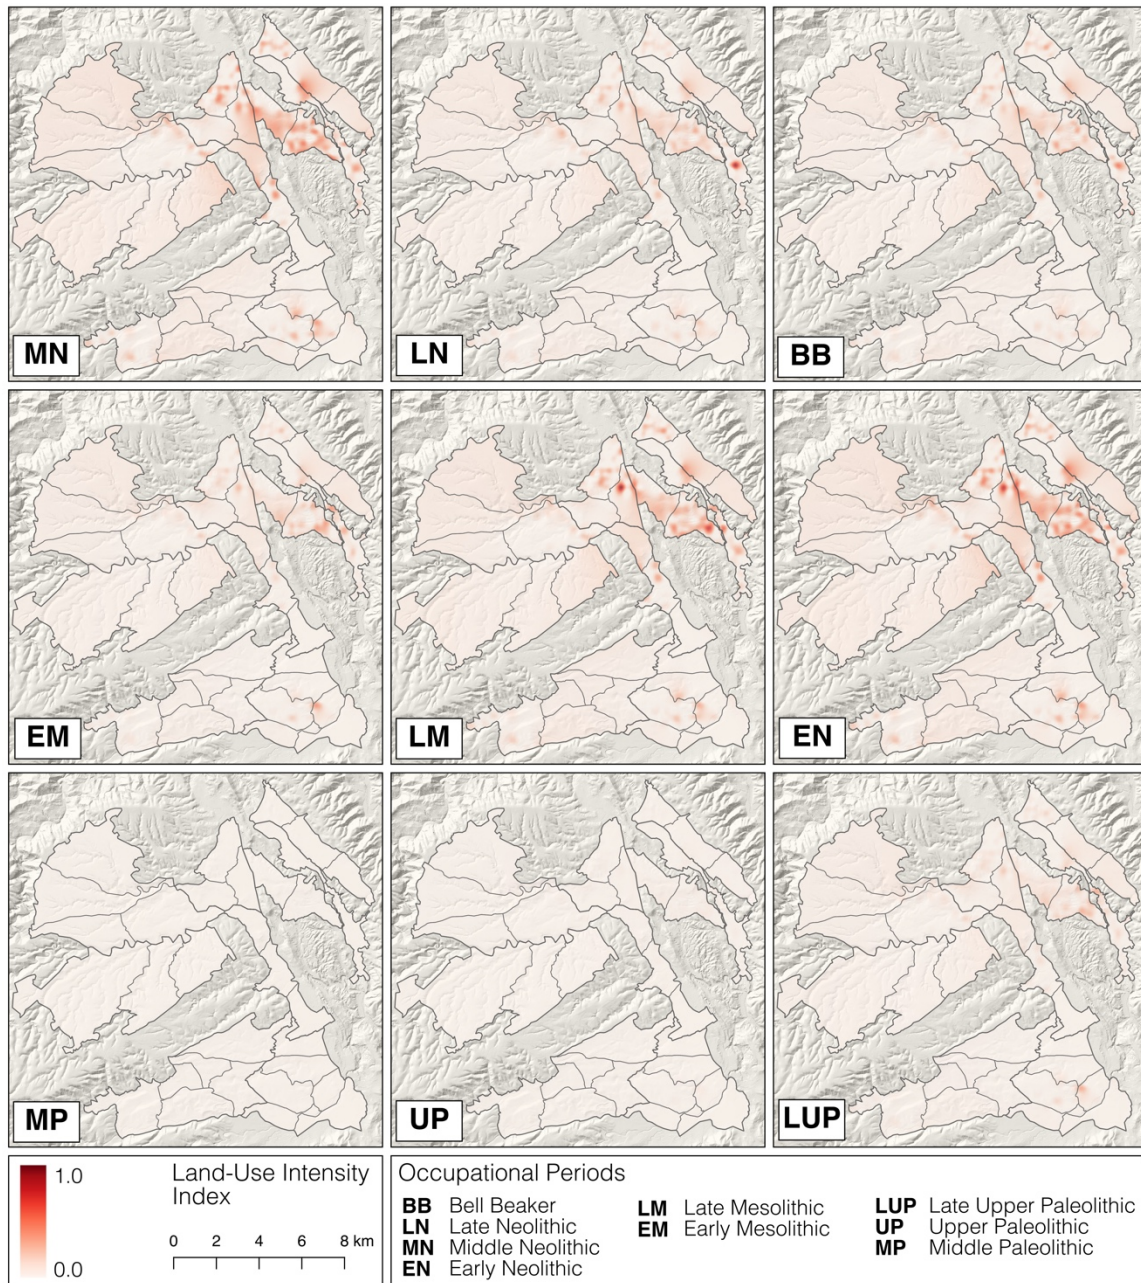 MN
LN
BB
EM
LM
EN
MP
UP
LUP
1.0
0.0
Land-Use Intensity
Index
0 2 4 6 8 km
Occupational Periods
BB Bell Beaker
LN Late Neolithic
MN Middle Neolithic
EN Early Neolithic
LM Late Mesolithic
EM Early Mesolithic
LUP Late Upper Paleolithic
UP Upper Paleolithic
MP Middle Paleolithic